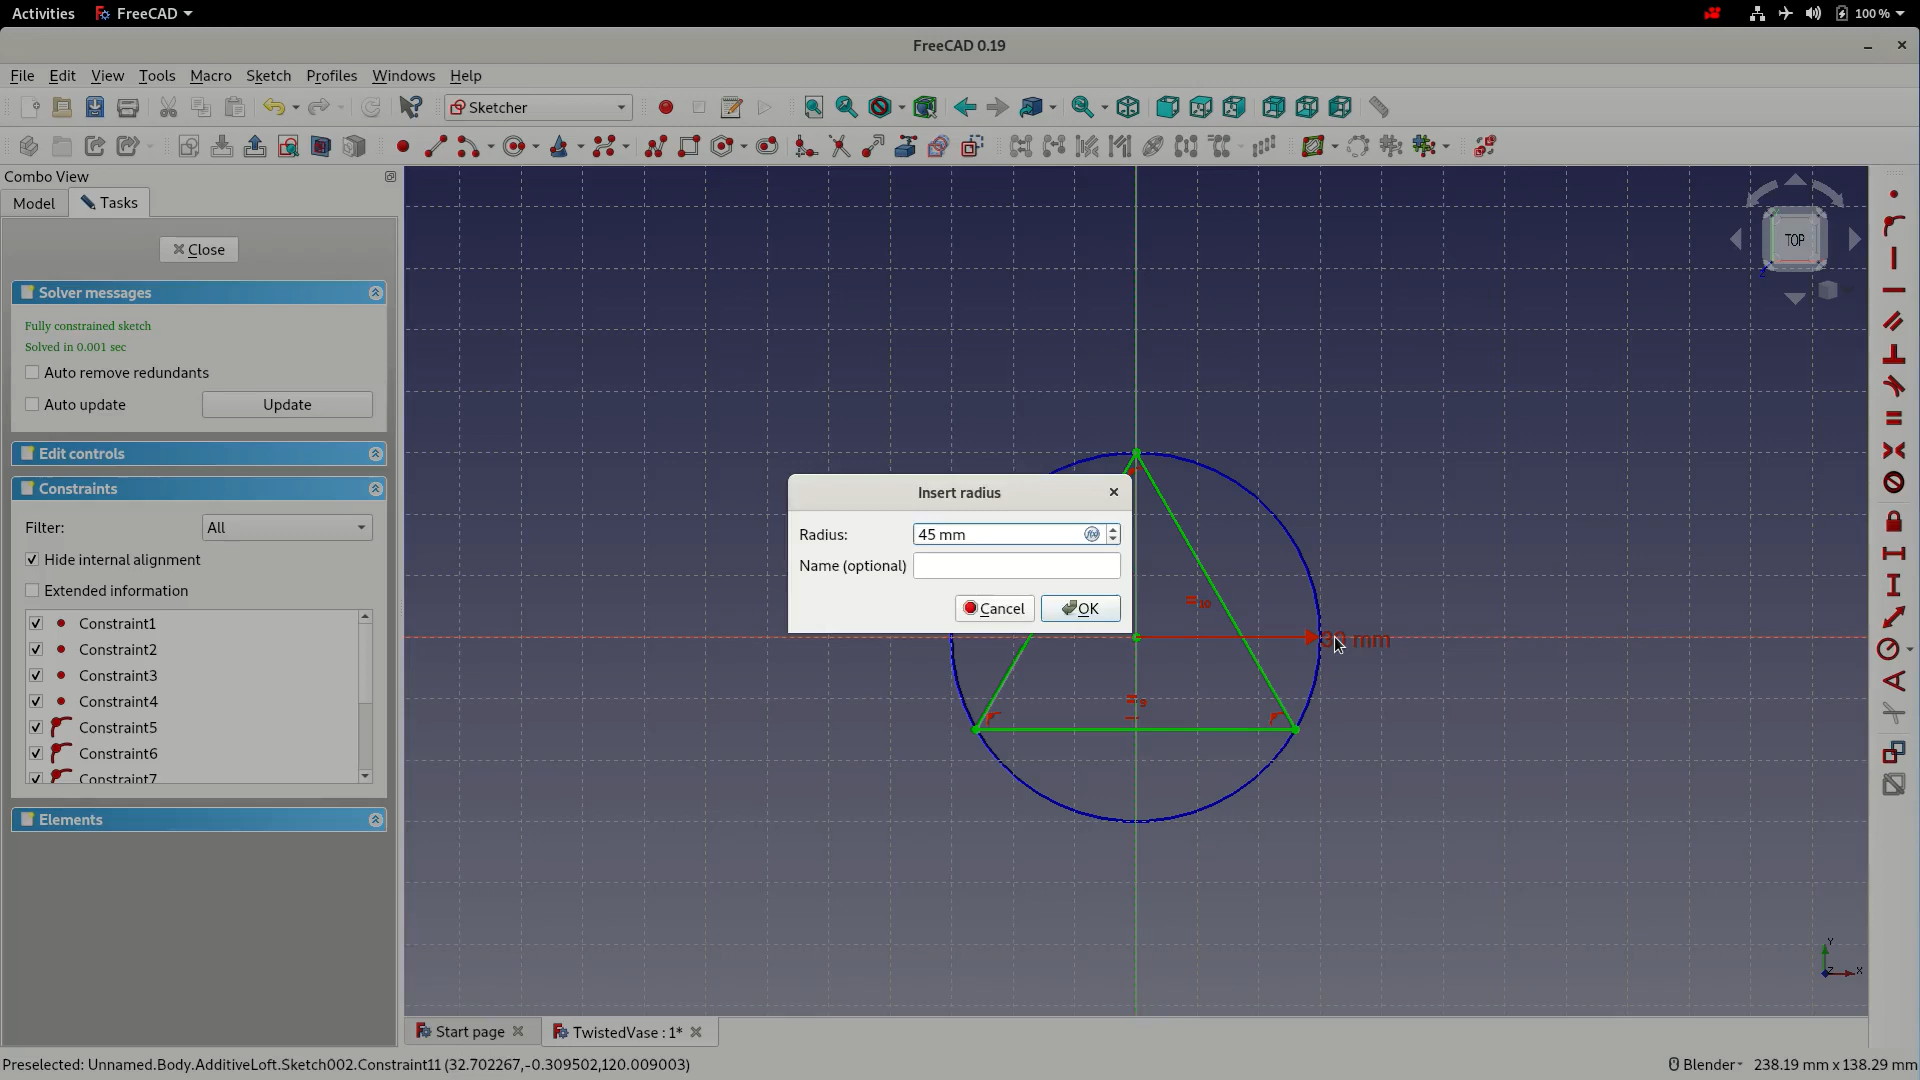 Activities FreeCAD 100 %
FreeCAD 0.19
File Edit View Tools Macro Sketch Profiles Windows Help
Sketcher
Combo View
Model Tasks
Close
Solver messages
Fully constrained sketch
Solved in 0.001 sec
Auto remove redundants
Auto update Update
Edit controls
Constraints
Filter: All
Hide internal alignment
Extended information
Constraint1
Constraint2
Constraint3
Constraint4
Constraint5
Constraint6
Constraint7
Elements
TOP
Z
Insert radius
Radius: 45 mm
Name (optional)
Cancel OK
10
mm
9
Y
Z X
Start page TwistedVase : 1*
Preselected: Unnamed.Body.AdditiveLoft.Sketch002.Constraint11 (32.702267,-0.309502,120.009003) Blender 238.19 mm x 138.29 mm